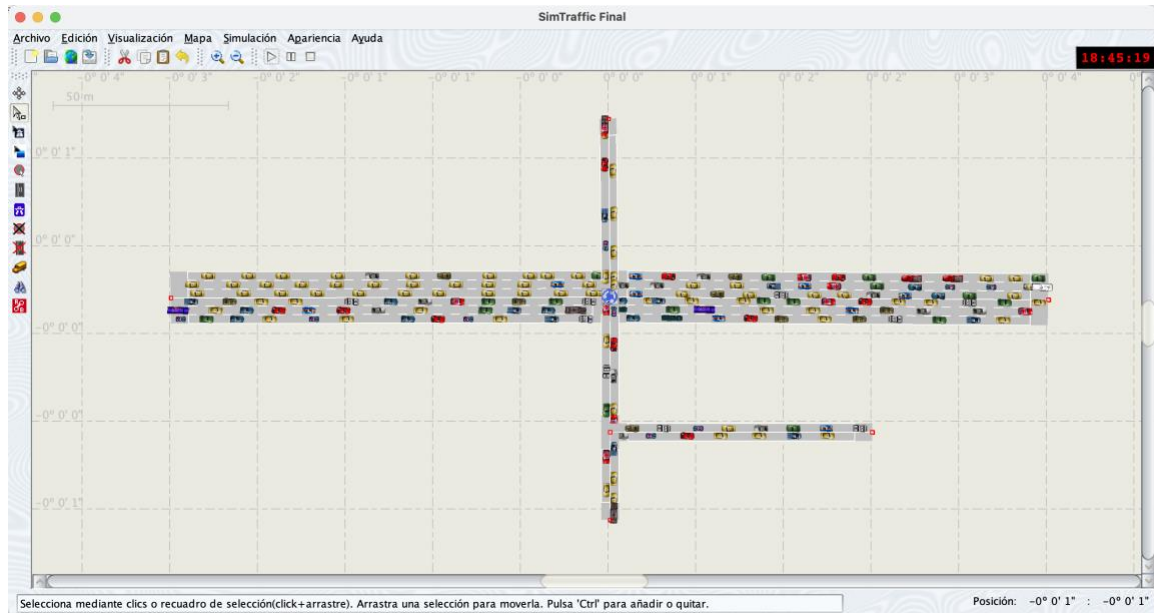 SimTraffic Final
Archivo Edición Visualización Mapa Simulación Apariencia Ayuda
18:45:19
-0° 0' 4" -0° 0' 3" -0° 0' 2" -0° 0' 1" -0° 0' 1" -0° 0' 0" 0° 0' 0" 0° 0' 1" 0° 0' 2" 0° 0' 2" 0° 0' 3" 0° 0' 4"
50 m
0° 0' 1"
0° 0' 0"
-0° 0' 0"
-0° 0' 0"
-0° 0' 1"
Selecciona mediante clics o recuadro de selección(click+arrastre). Arrastra una selección para moverla. Pulsa 'Ctrl' para añadir o quitar.
Posición: -0° 0' 1" : -0° 0' 1"